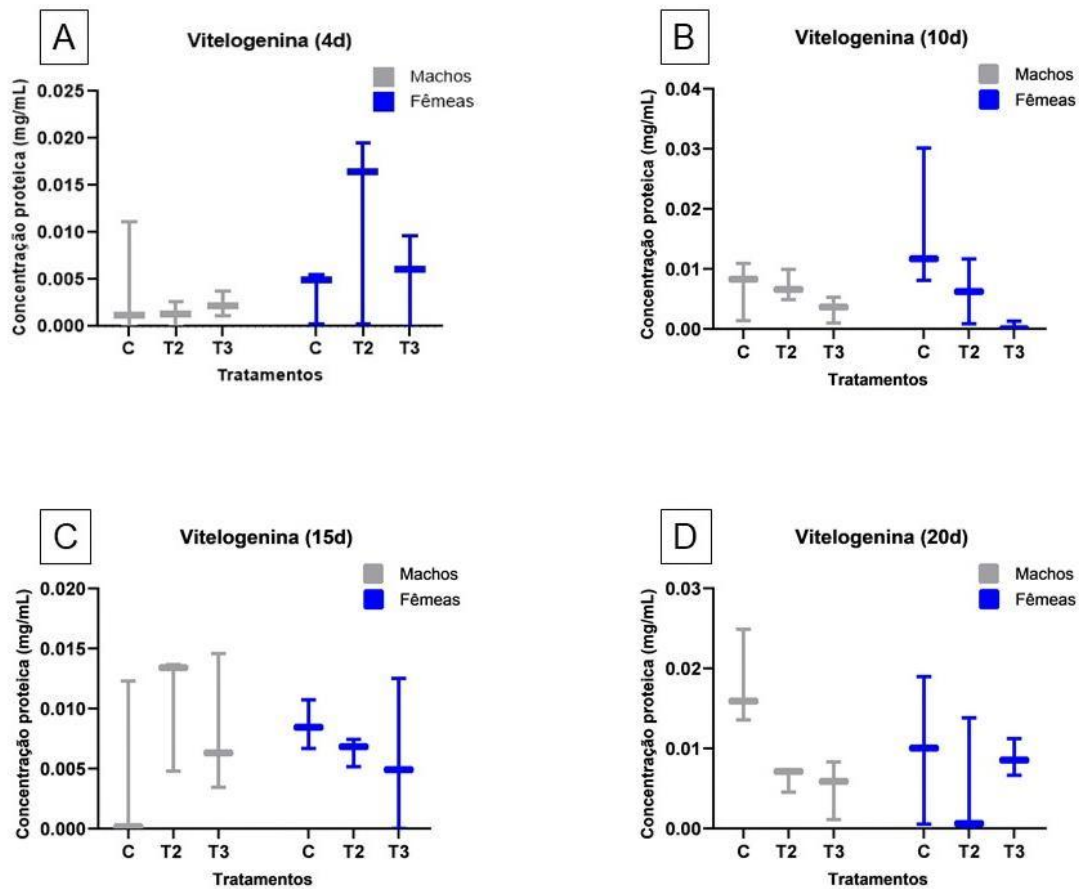 A
Vitelogenina (4d)
Machos
Fêmeas
Concentração proteica (mg/mL)
0.025
0.020
0.015
0.010
0.005
0.000
C T2 T3 C T2 T3
Tratamentos
B
Vitelogenina (10d)
Machos
Fêmeas
Concentração proteica (mg/mL)
0.04
0.03
0.02
0.01
0.00
C T2 T3 C T2 T3
Tratamentos
C
Vitelogenina (15d)
Machos
Fêmeas
Concentração proteica (mg/mL)
0.020
0.015
0.010
0.005
0.000
C T2 T3 C T2 T3
Tratamentos
D
Vitelogenina (20d)
Machos
Fêmeas
Concentração proteica (mg/mL)
0.03
0.02
0.01
0.00
C T2 T3 C T2 T3
Tratamentos